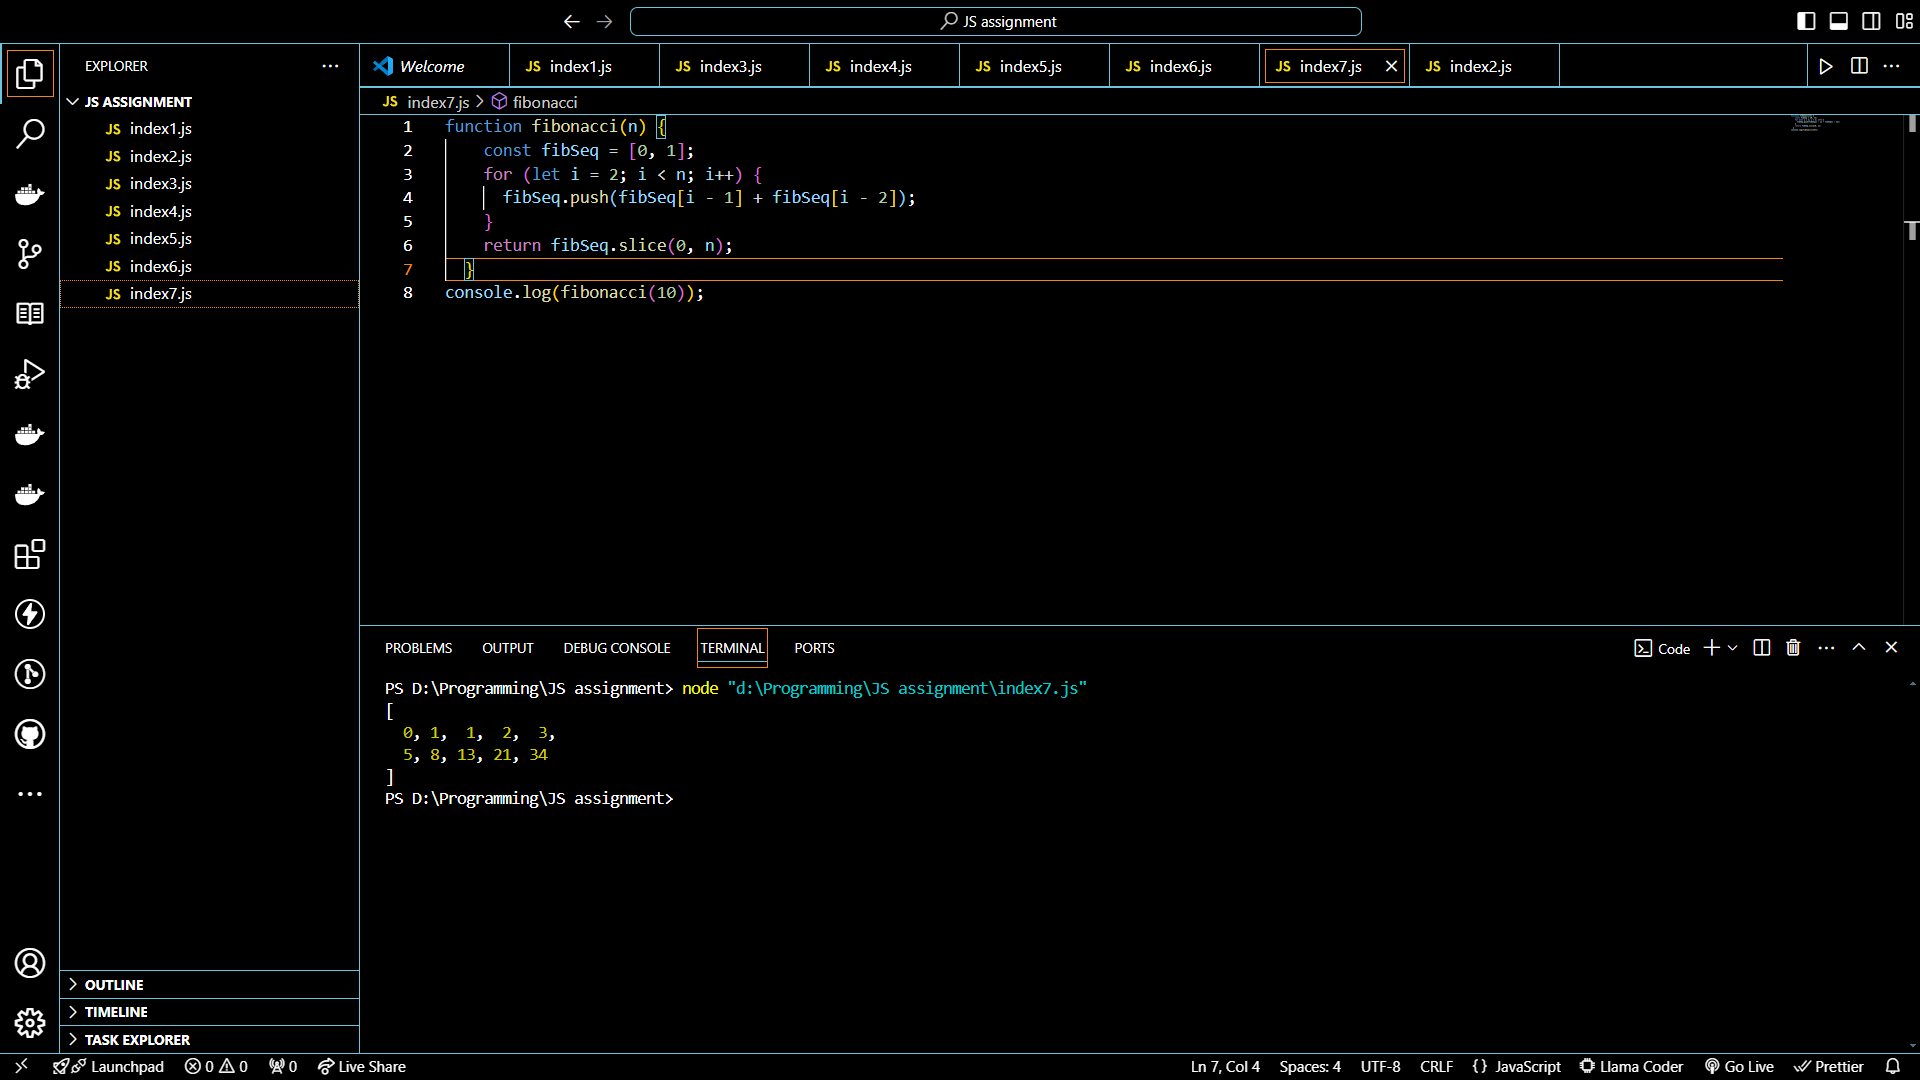 JS assignment
EXPLORER
JS ASSIGNMENT
JS index1.js
JS index2.js
JS index3.js
JS index4.js
JS index5.js
JS index6.js
JS index7.js
OUTLINE
TIMELINE
TASK EXPLORER
Welcome JS index1.js JS index3.js JS index4.js JS index5.js JS index6.js JS index7.js JS index2.js
JS index7.js > fibonacci
1 function fibonacci(n) {
2 const fibSeq = [0, 1];
3 for (let i = 2; i < n; i++) {
4 fibSeq.push(fibSeq[i - 1] + fibSeq[i - 2]);
5 }
6 return fibSeq.slice(0, n);
7 }
8 console.log(fibonacci(10));
PROBLEMS OUTPUT DEBUG CONSOLE TERMINAL PORTS Code
PS D:\Programming\JS assignment> node "d:\Programming\JS assignment\index7.js"
[
0, 1, 1, 2, 3,
5, 8, 13, 21, 34
]
PS D:\Programming\JS assignment>
Launchpad 0 0 0 Live Share Ln 7, Col 4 Spaces: 4 UTF-8 CRLF {} JavaScript Llama Coder Go Live Prettier